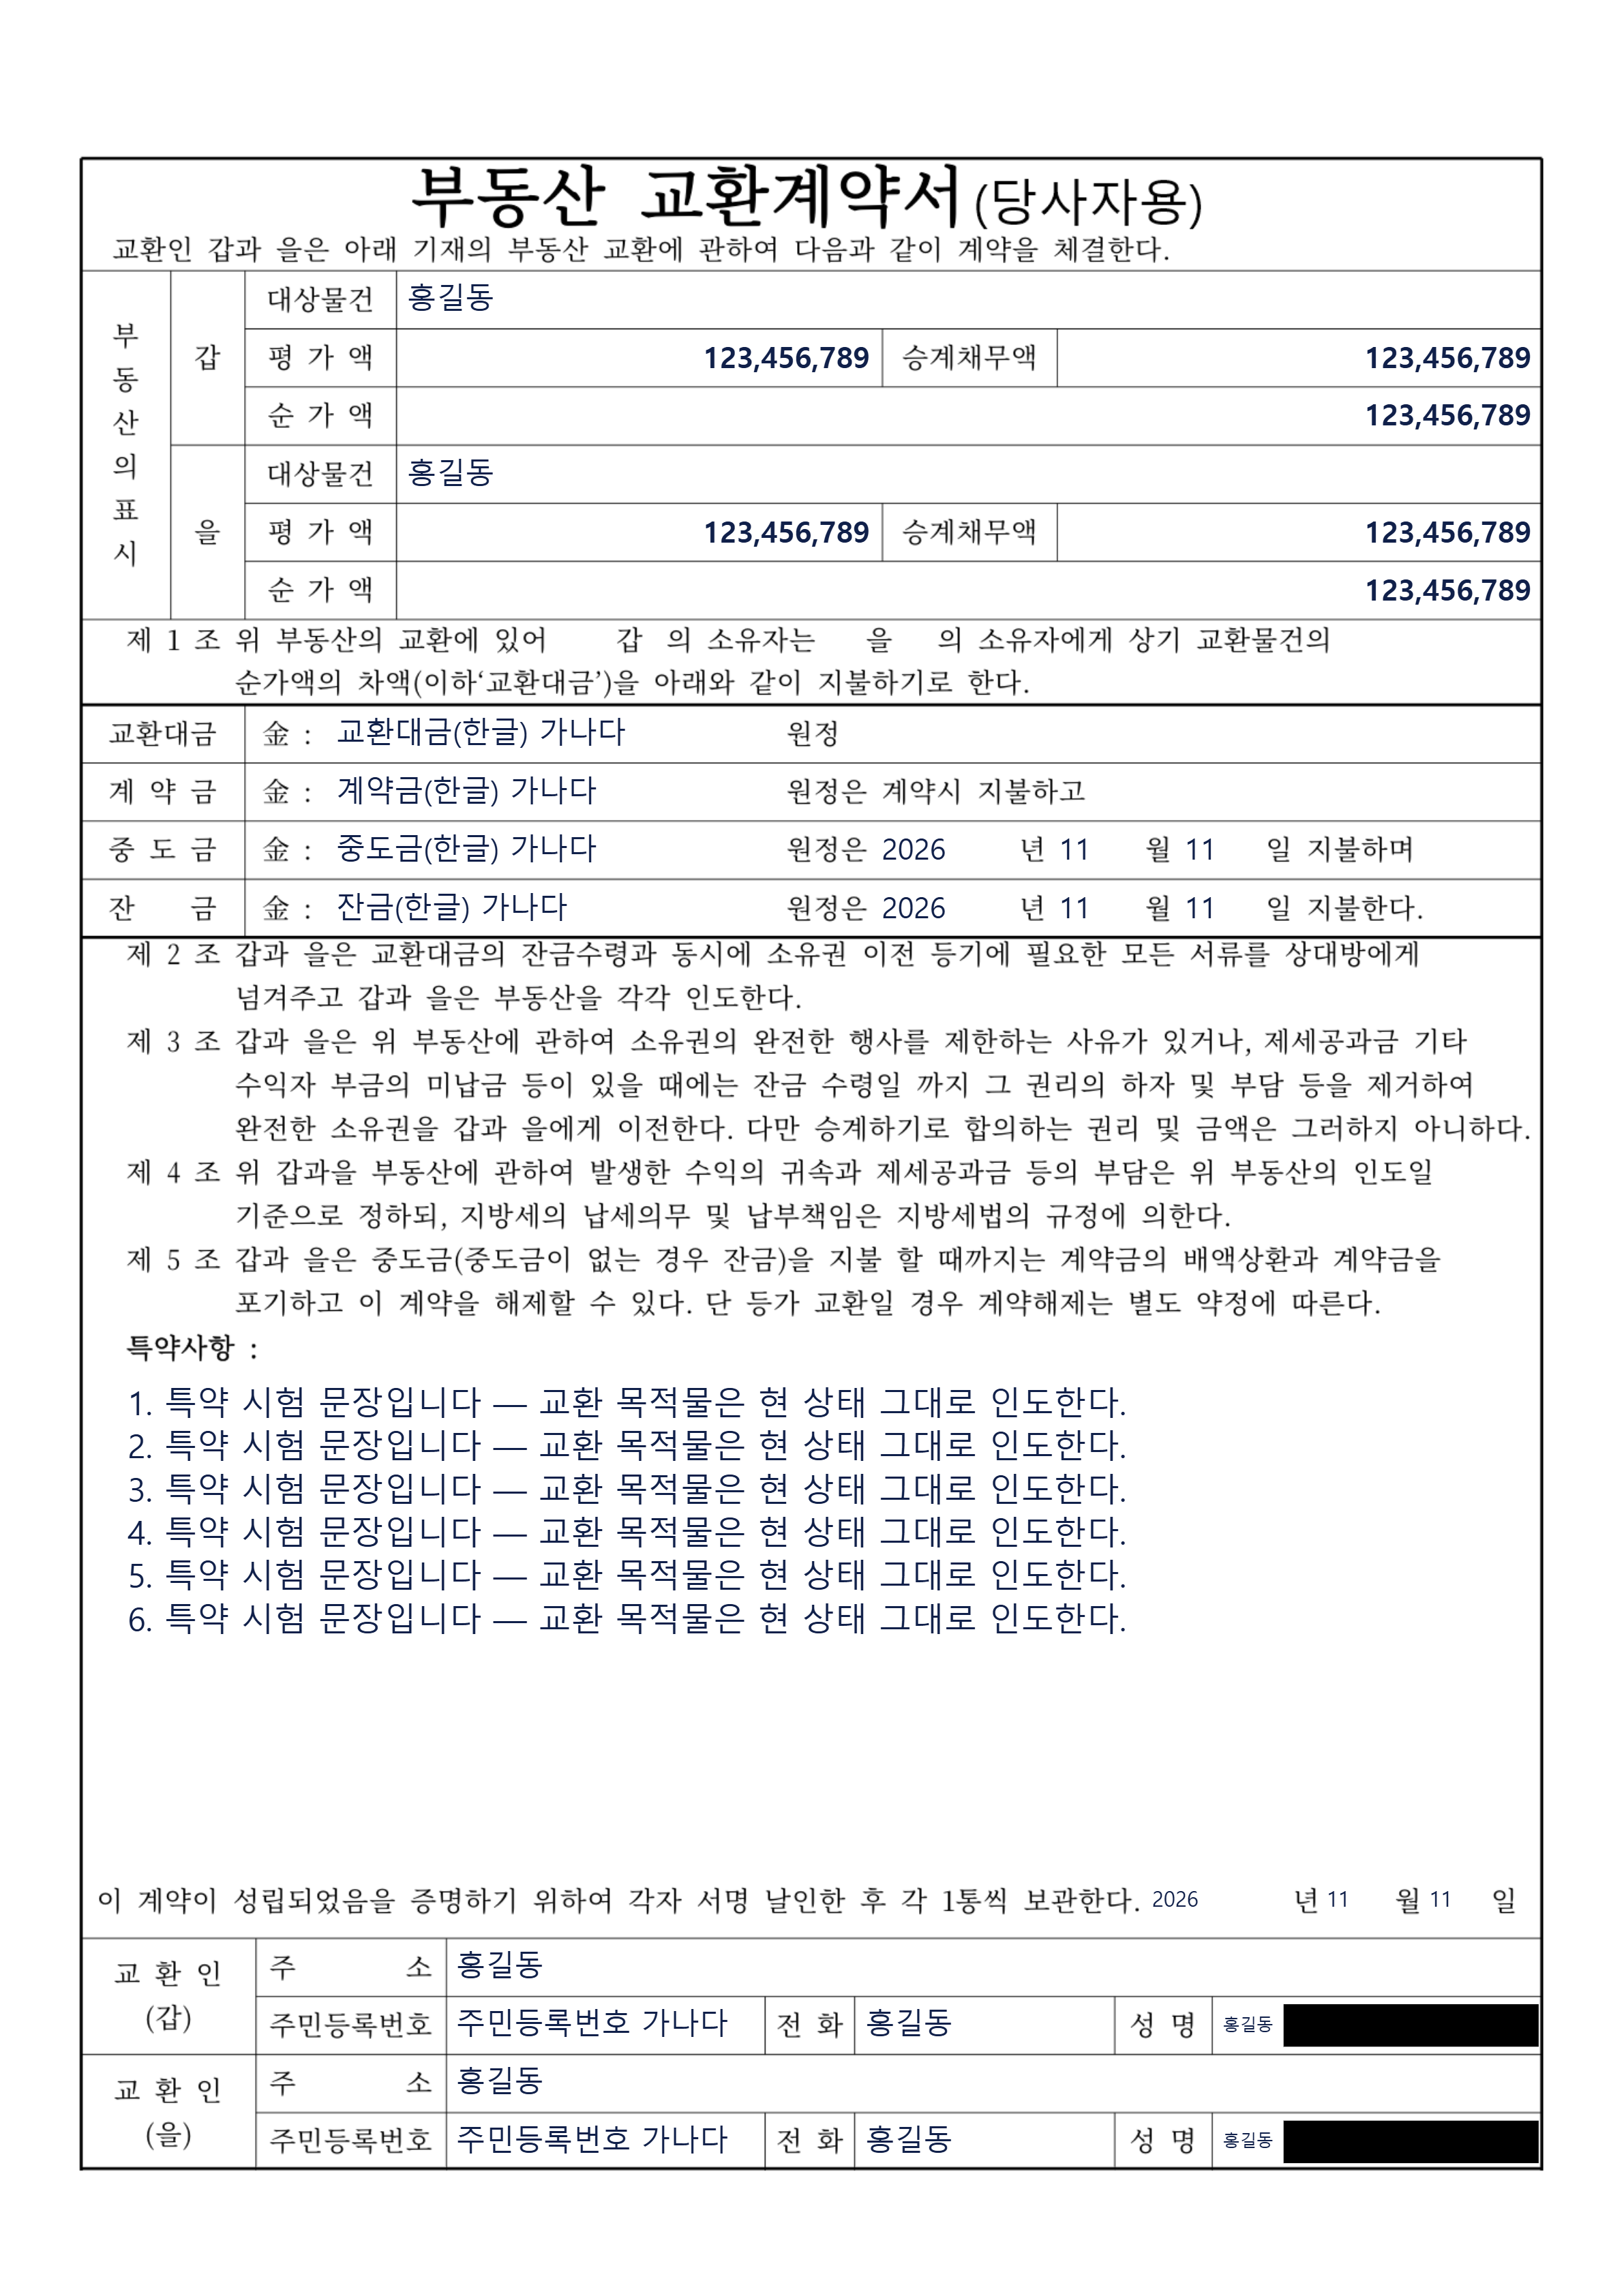 부동산 교환계약서(당사자용)
교환인 갑과 을은 아래 기재의 부동산 교환에 관하여 다음과 같이 계약을 체결한다.
부동산의표시
갑
대상물건 홍길동
평 가 액 123,456,789 승계채무액 123,456,789
순 가 액 123,456,789
을
대상물건 홍길동
평 가 액 123,456,789 승계채무액 123,456,789
순 가 액 123,456,789
제 1 조 위 부동산의 교환에 있어 갑 의 소유자는 을 의 소유자에게 상기 교환물건의
순가액의 차액(이하‘교환대금’)을 아래와 같이 지불하기로 한다.
교환대금 金 : 교환대금(한글) 가나다 원정
계 약 금 金 : 계약금(한글) 가나다 원정은 계약시 지불하고
중 도 금 金 : 중도금(한글) 가나다 원정은 2026 년 11 월 11 일 지불하며
잔 금 金 : 잔금(한글) 가나다 원정은 2026 년 11 월 11 일 지불한다.
제 2 조 갑과 을은 교환대금의 잔금수령과 동시에 소유권 이전 등기에 필요한 모든 서류를 상대방에게
넘겨주고 갑과 을은 부동산을 각각 인도한다.
제 3 조 갑과 을은 위 부동산에 관하여 소유권의 완전한 행사를 제한하는 사유가 있거나, 제세공과금 기타
수익자 부금의 미납금 등이 있을 때에는 잔금 수령일 까지 그 권리의 하자 및 부담 등을 제거하여
완전한 소유권을 갑과 을에게 이전한다. 다만 승계하기로 합의하는 권리 및 금액은 그러하지 아니하다.
제 4 조 위 갑과을 부동산에 관하여 발생한 수익의 귀속과 제세공과금 등의 부담은 위 부동산의 인도일
기준으로 정하되, 지방세의 납세의무 및 납부책임은 지방세법의 규정에 의한다.
제 5 조 갑과 을은 중도금(중도금이 없는 경우 잔금)을 지불 할 때까지는 계약금의 배액상환과 계약금을
포기하고 이 계약을 해제할 수 있다. 단 등가 교환일 경우 계약해제는 별도 약정에 따른다.
특약사항 :
1. 특약 시험 문장입니다 — 교환 목적물은 현 상태 그대로 인도한다.
2. 특약 시험 문장입니다 — 교환 목적물은 현 상태 그대로 인도한다.
3. 특약 시험 문장입니다 — 교환 목적물은 현 상태 그대로 인도한다.
4. 특약 시험 문장입니다 — 교환 목적물은 현 상태 그대로 인도한다.
5. 특약 시험 문장입니다 — 교환 목적물은 현 상태 그대로 인도한다.
6. 특약 시험 문장입니다 — 교환 목적물은 현 상태 그대로 인도한다.
이 계약이 성립되었음을 증명하기 위하여 각자 서명 날인한 후 각 1통씩 보관한다. 2026 년 11 월 11 일
교 환 인
(갑)
주 소 홍길동
주민등록번호 주민등록번호 가나다 전 화 홍길동 성 명 홍길동
교 환 인
(을)
주 소 홍길동
주민등록번호 주민등록번호 가나다 전 화 홍길동 성 명 홍길동